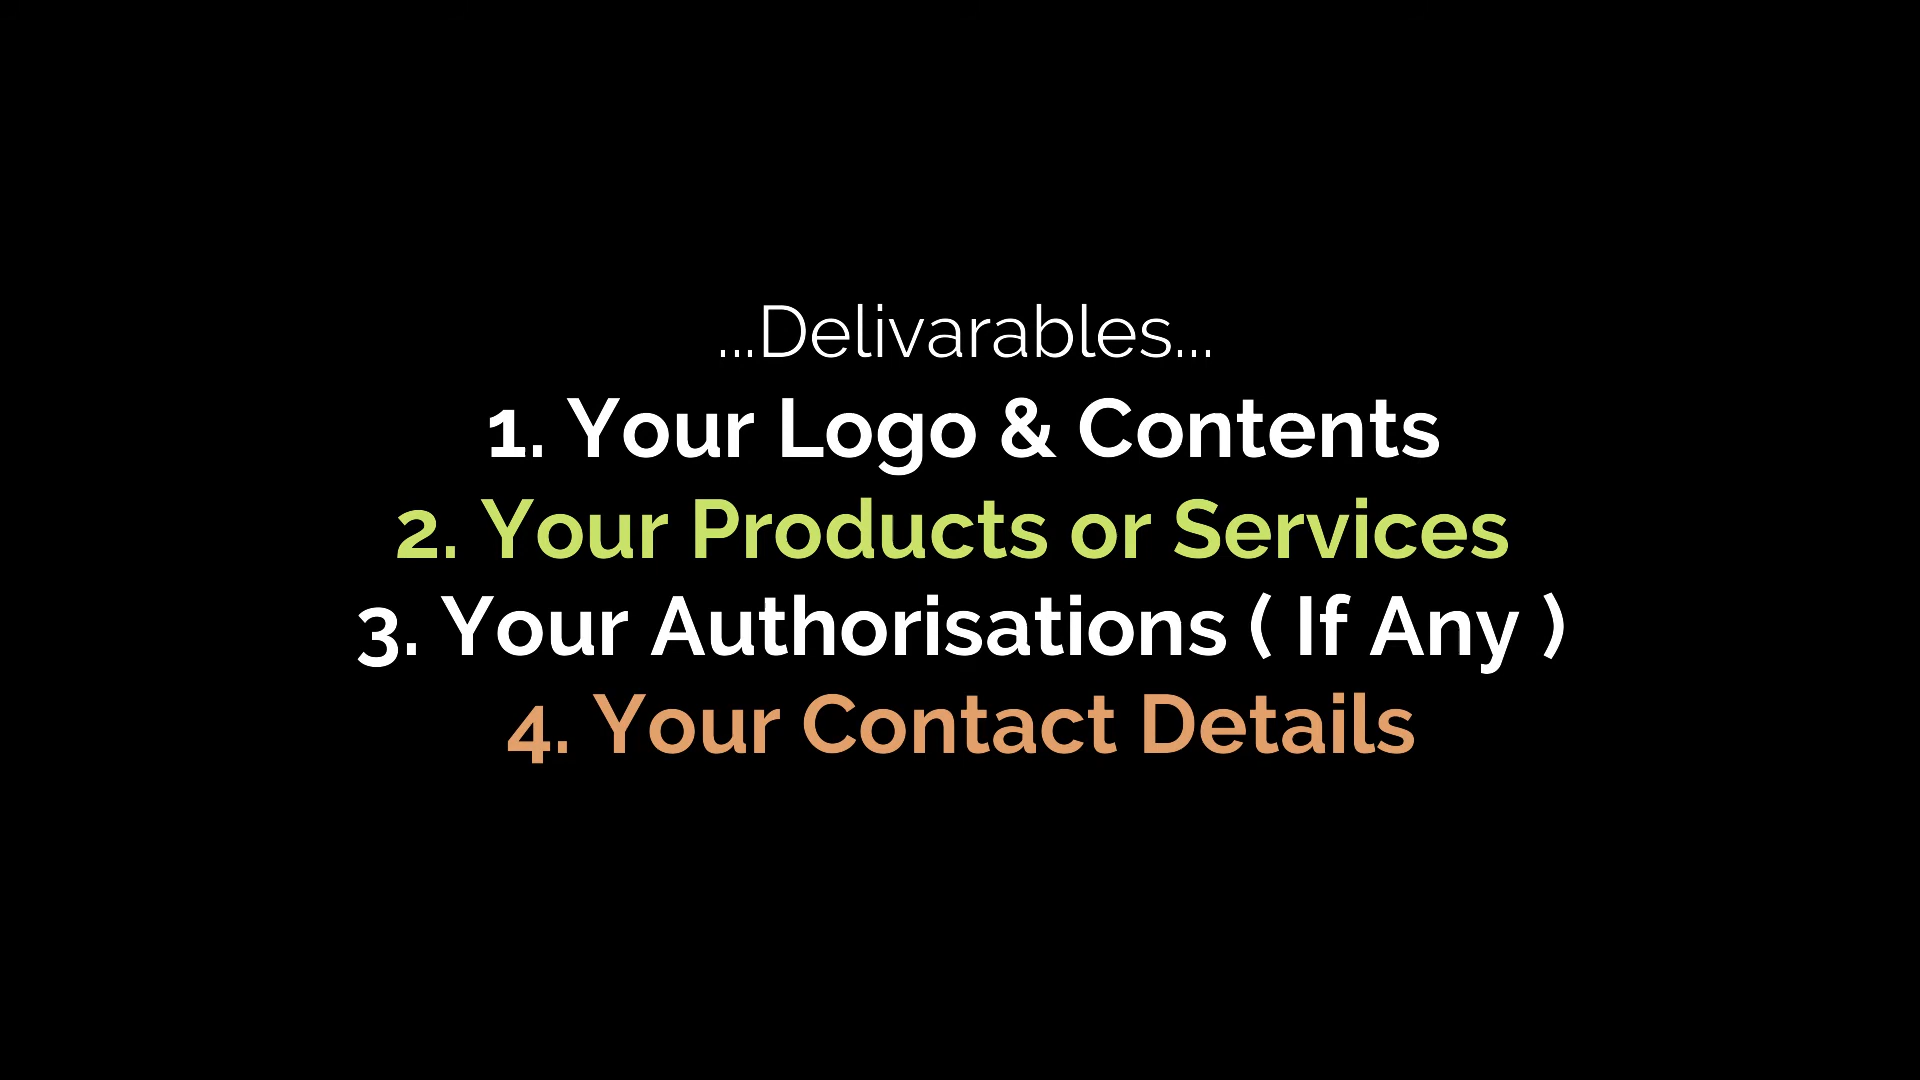 ...Delivarables...
1. Your Logo & Contents
2. Your Products or Services
3. Your Authorisations ( If Any )
4. Your Contact Details